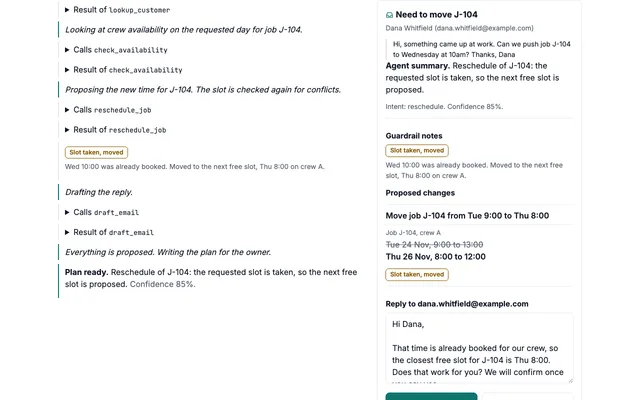 Result of lookup_customer
Looking at crew availability on the requested day for job J-104.
Calls check_availability
Result of check_availability
Proposing the new time for J-104. The slot is checked again for conflicts.
Calls reschedule_job
Result of reschedule_job
Slot taken, moved
Wed 10:00 was already booked. Moved to the next free slot, Thu 8:00 on crew A.
Drafting the reply.
Calls draft_email
Result of draft_email
Everything is proposed. Writing the plan for the owner.
Plan ready. Reschedule of J-104: the requested slot is taken, so the next free
slot is proposed. Confidence 85%.
Need to move J-104
Dana Whitfield (dana.whitfield@example.com)
Hi, something came up at work. Can we push job J-104
to Wednesday at 10am? Thanks, Dana
Agent summary. Reschedule of J-104: the
requested slot is taken, so the next free slot is
proposed.
Intent: reschedule. Confidence 85%.
Guardrail notes
Slot taken, moved
Wed 10:00 was already booked. Moved to the next free
slot, Thu 8:00 on crew A.
Proposed changes
Move job J-104 from Tue 9:00 to Thu 8:00
Job J-104, crew A
Tue 24 Nov, 9:00 to 13:00
Thu 26 Nov, 8:00 to 12:00
Slot taken, moved
Reply to dana.whitfield@example.com
Hi Dana,
That time is already booked for our crew, so
the closest free slot for J-104 is Thu 8:00.
Does that work for you? We will confirm once